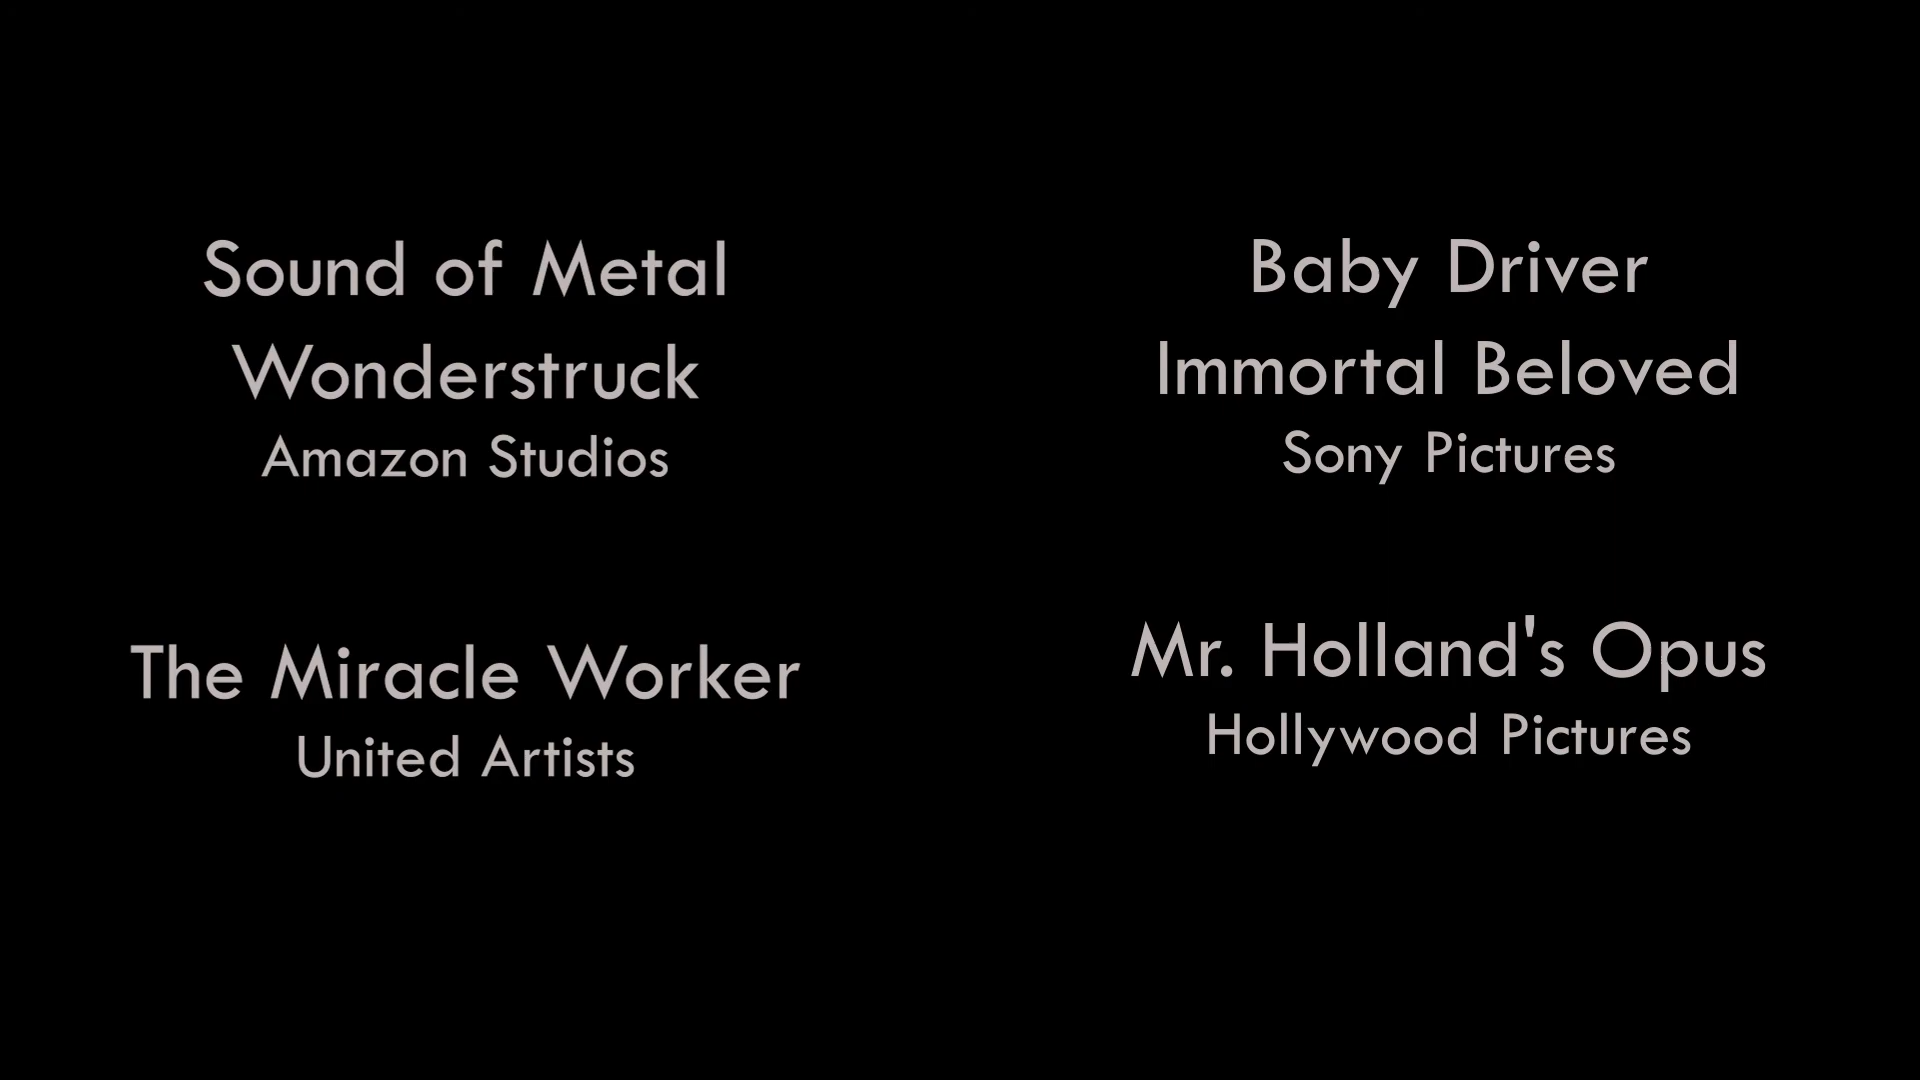 Sound of Metal
Wonderstruck
Amazon Studios
The Miracle Worker
United Artists
Baby Driver
Immortal Beloved
Sony Pictures
Mr. Holland's Opus
Hollywood Pictures